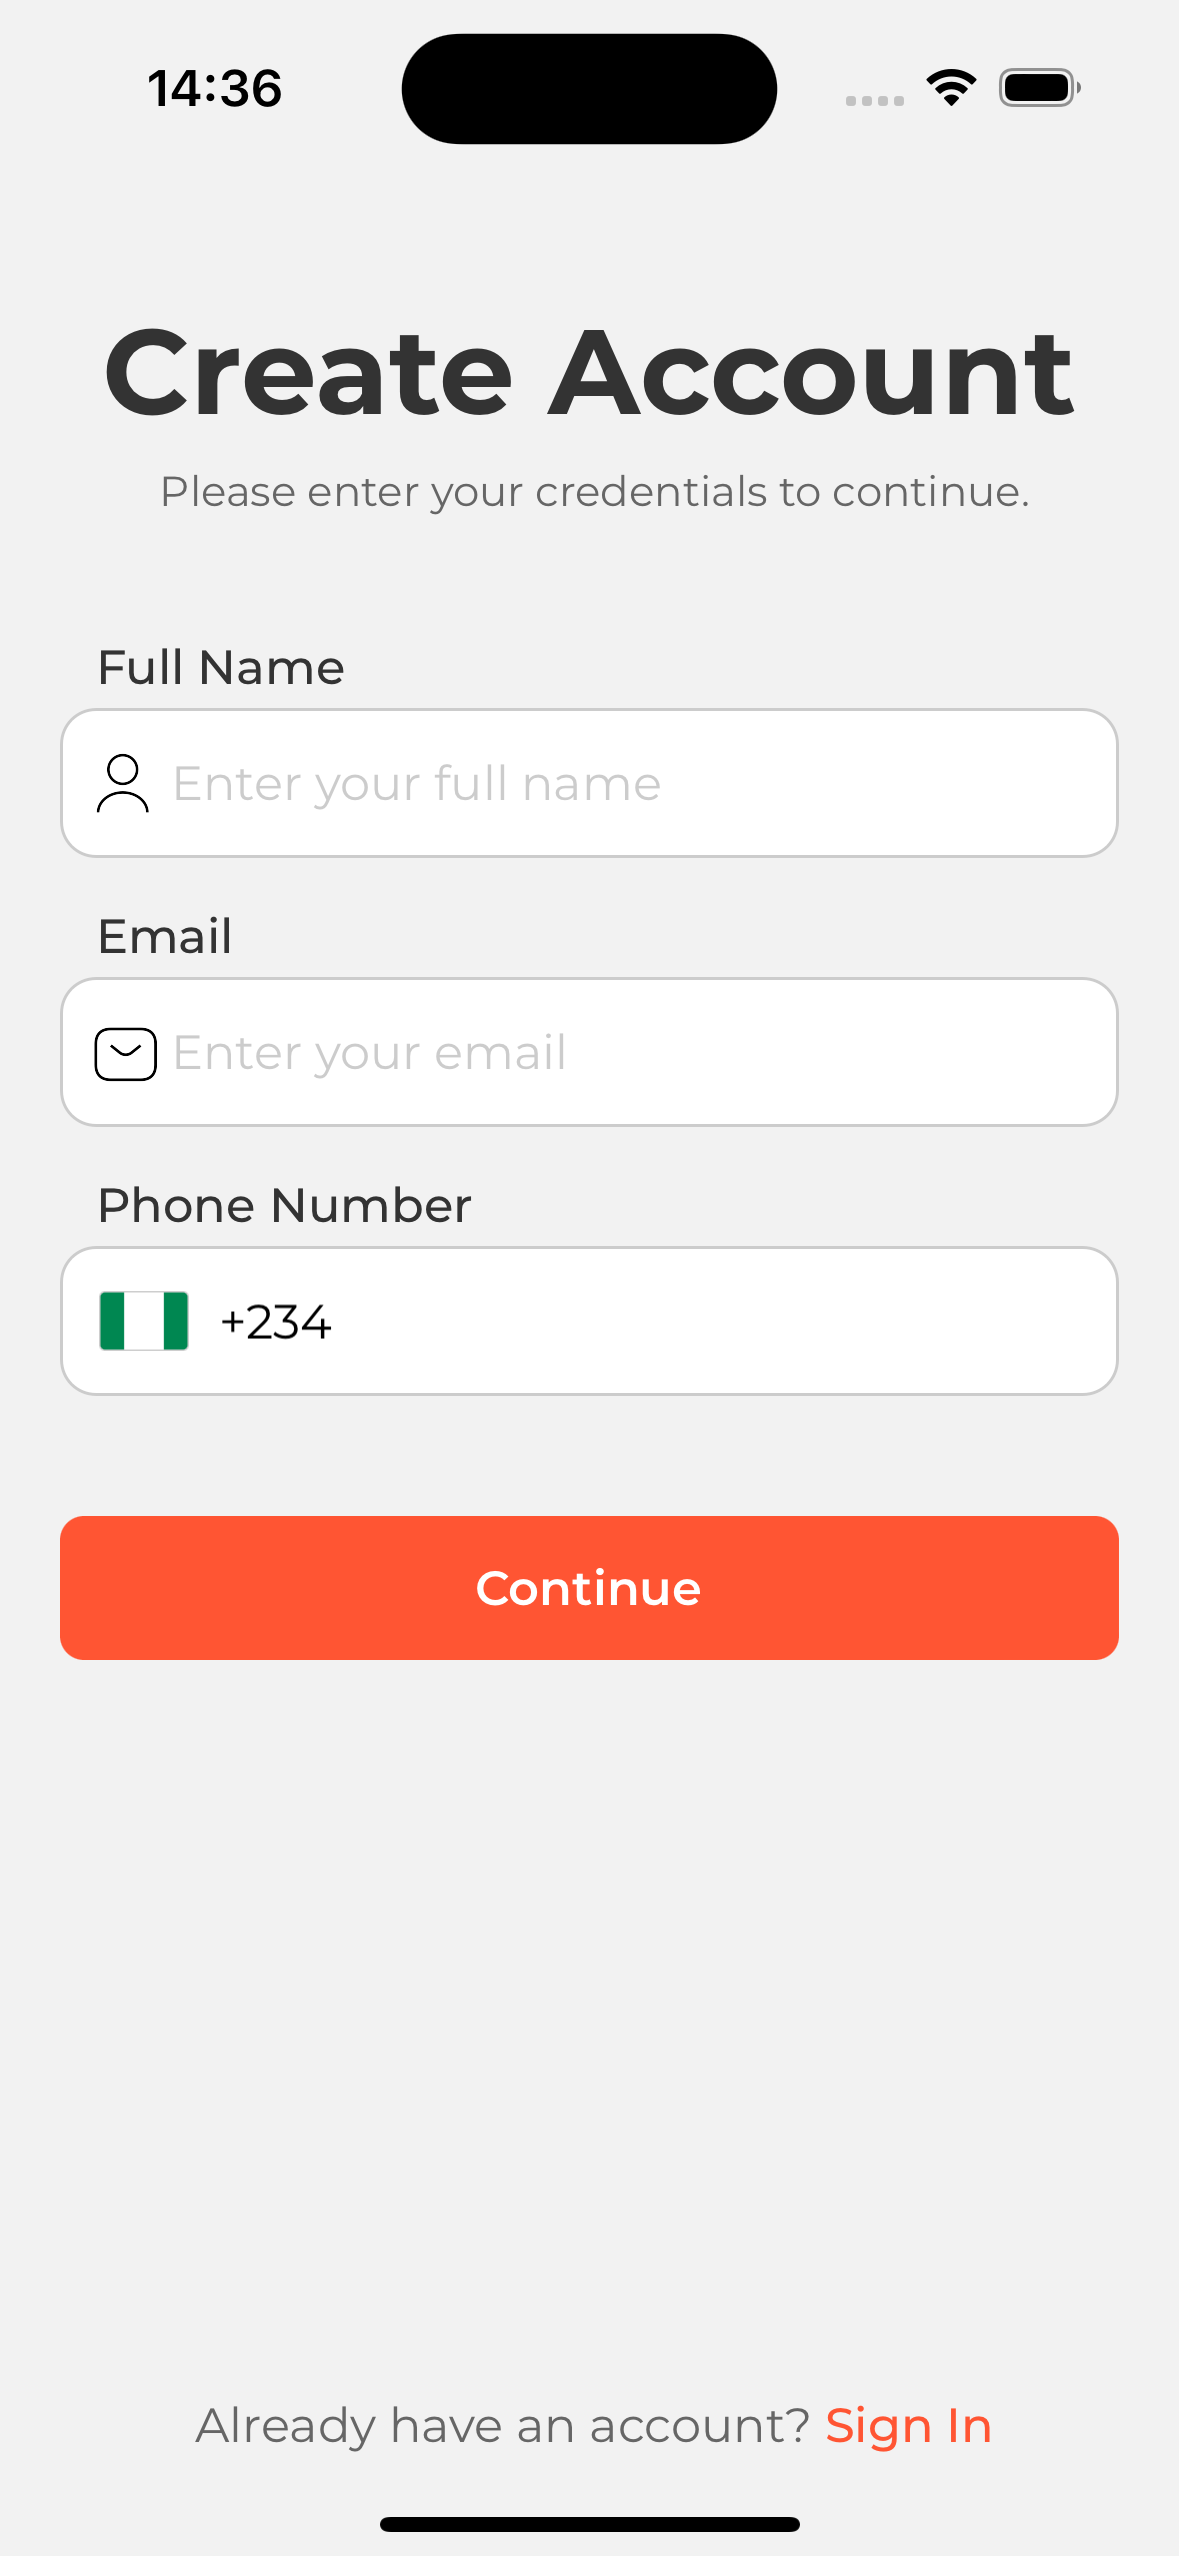 14:36
Create Account
Please enter your credentials to continue.
Full Name
Enter your full name
Email
Enter your email
Phone Number
+234
Continue
Already have an account? Sign In